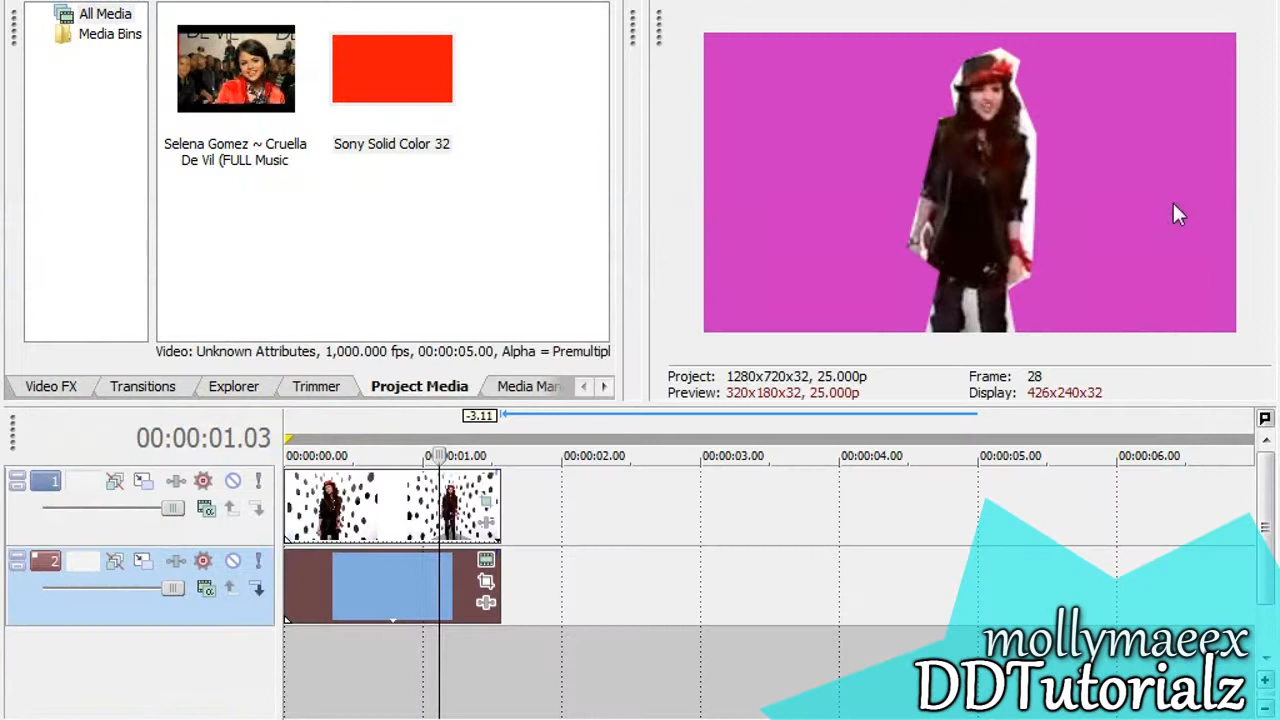 All Media
Media Bins
DE VIL
Selena Gomez ~ Cruella
De Vil (FULL Music
Sony Solid Color 32
Video: Unknown Attributes, 1,000.000 fps, 00:00:05.00, Alpha = Premultipl
Video FX
Transitions
Explorer
Trimmer
Project Media
Media Man
Project: 1280x720x32, 25.000p
Frame: 28
Preview: 320x180x32, 25.000p
Display: 426x240x32
-3.11
00:00:01.03
00:00:00.00
00:00:01.00
00:00:02.00
00:00:03.00
00:00:04.00
00:00:05.00
00:00:06.00
1
2
mollymaeex
DDTutorialz